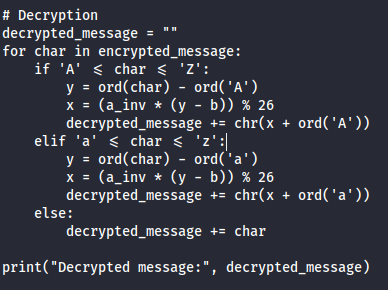 # Decryption
decrypted_message = ""
for char in encrypted_message:
    if 'A' <= char <= 'Z':
        y = ord(char) - ord('A')
        x = (a_inv * (y - b)) % 26
        decrypted_message += chr(x + ord('A'))
    elif 'a' <= char <= 'z':
        y = ord(char) - ord('a')
        x = (a_inv * (y - b)) % 26
        decrypted_message += chr(x + ord('a'))
    else:
        decrypted_message += char

print("Decrypted message:", decrypted_message)